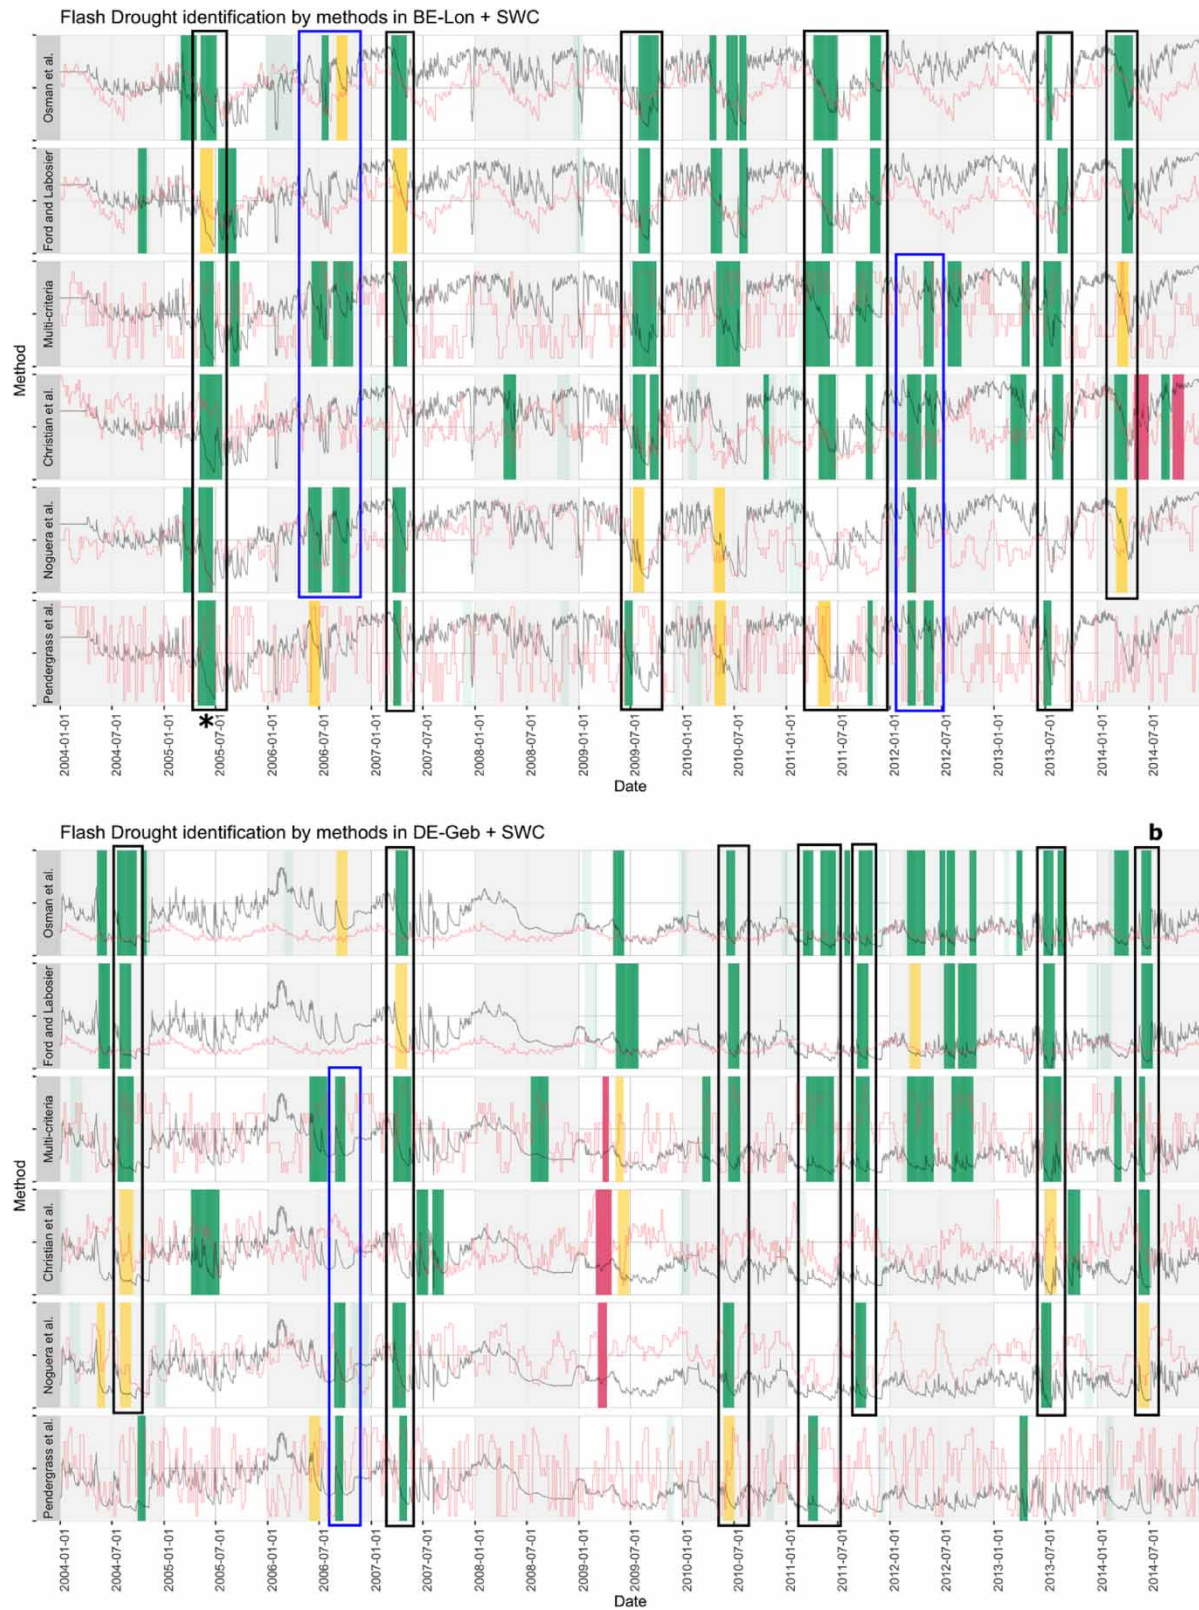 Flash Drought identification by methods in BE-Lon + SWC
Method
Osman et al.
Ford and Labosier
Multi-criteria
Christian et al.
Noguera et al.
Pendergrass et al.
*
2004-01-01
2004-07-01
2005-01-01
2005-07-01
2006-01-01
2006-07-01
2007-01-01
2007-07-01
2008-01-01
2008-07-01
2009-01-01
2009-07-01
2010-01-01
2010-07-01
2011-01-01
2011-07-01
2012-01-01
2012-07-01
2013-01-01
2013-07-01
2014-01-01
2014-07-01
Date
Flash Drought identification by methods in DE-Geb + SWC
b
Method
Osman et al.
Ford and Labosier
Multi-criteria
Christian et al.
Noguera et al.
Pendergrass et al.
2004-01-01
2004-07-01
2005-01-01
2005-07-01
2006-01-01
2006-07-01
2007-01-01
2007-07-01
2008-01-01
2008-07-01
2009-01-01
2009-07-01
2010-01-01
2010-07-01
2011-01-01
2011-07-01
2012-01-01
2012-07-01
2013-01-01
2013-07-01
2014-01-01
2014-07-01
Date